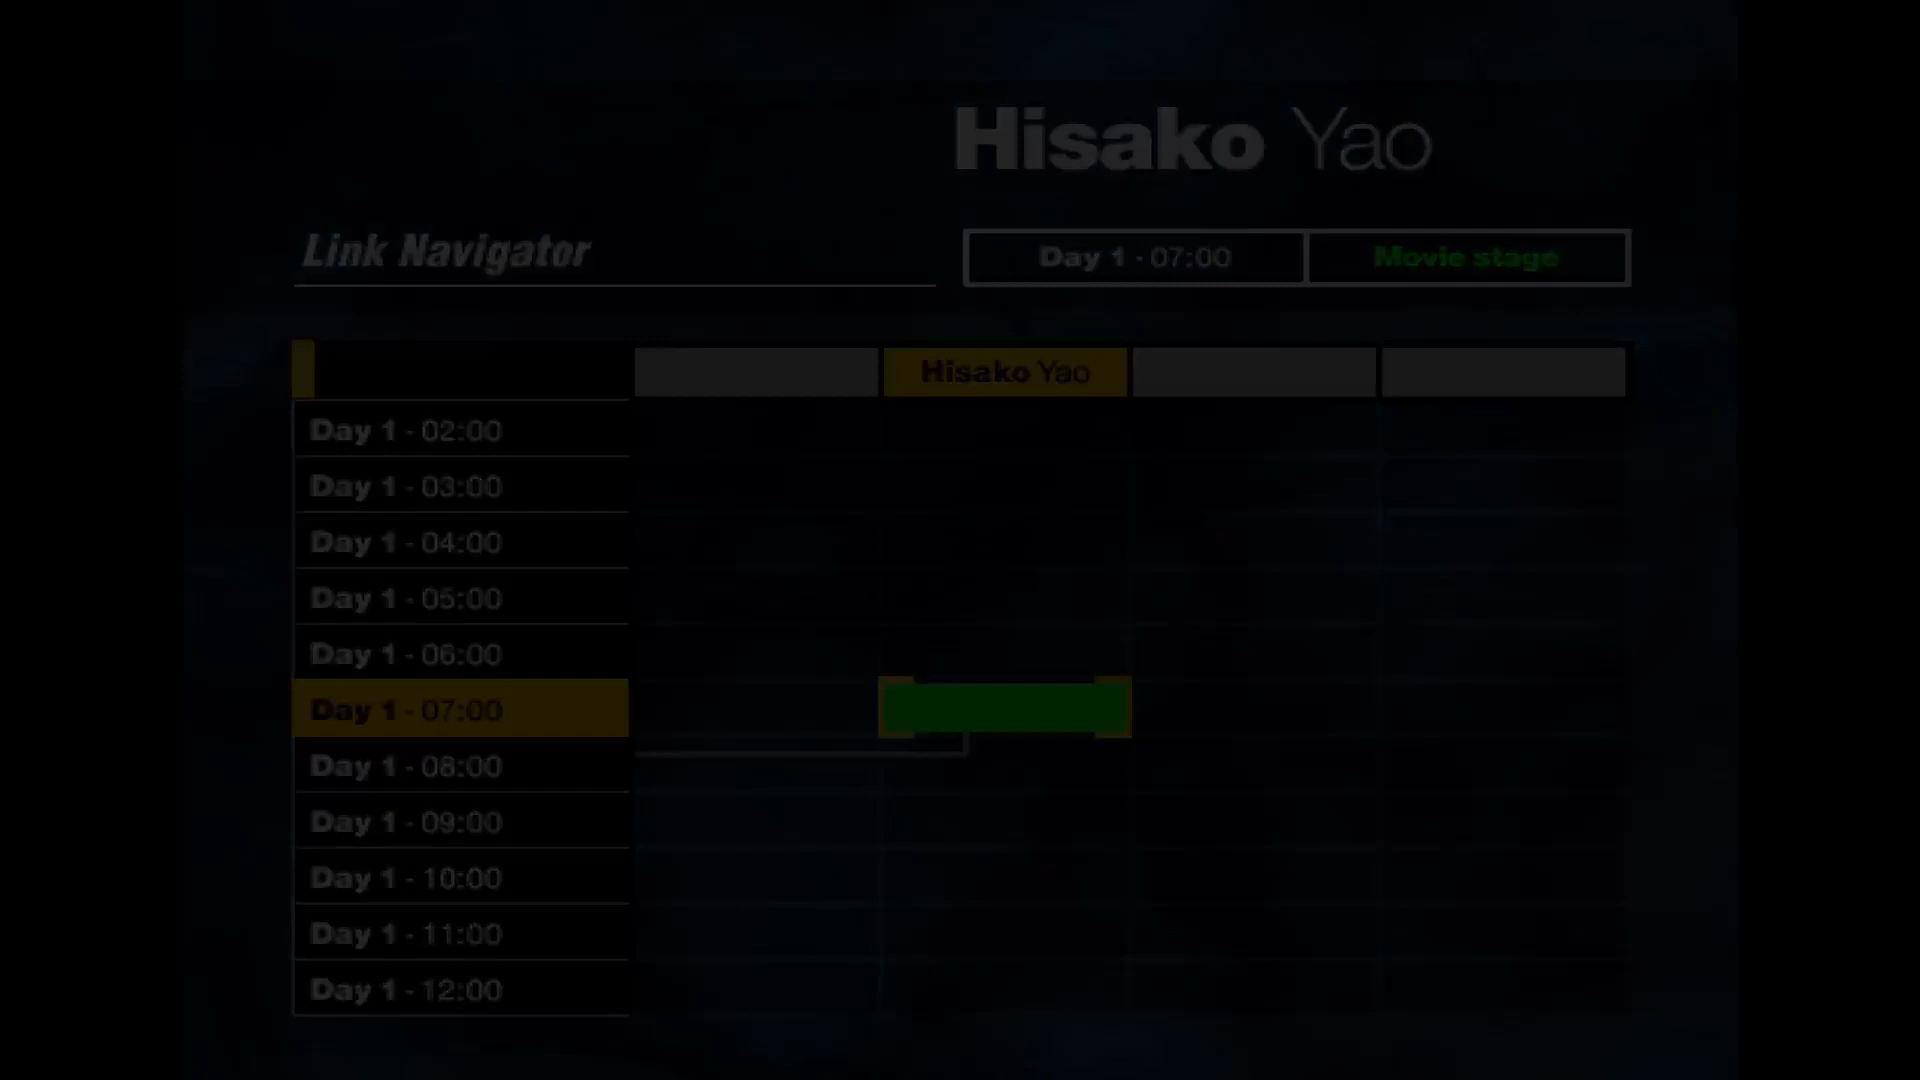 Hisako Yao
Link Navigator
Day 1 - 07:00
Movie stage
Hisako Yao
Day 1 - 02:00
Day 1 - 03:00
Day 1 - 04:00
Day 1 - 05:00
Day 1 - 06:00
Day 1 - 07:00
Day 1 - 08:00
Day 1 - 09:00
Day 1 - 10:00
Day 1 - 11:00
Day 1 - 12:00